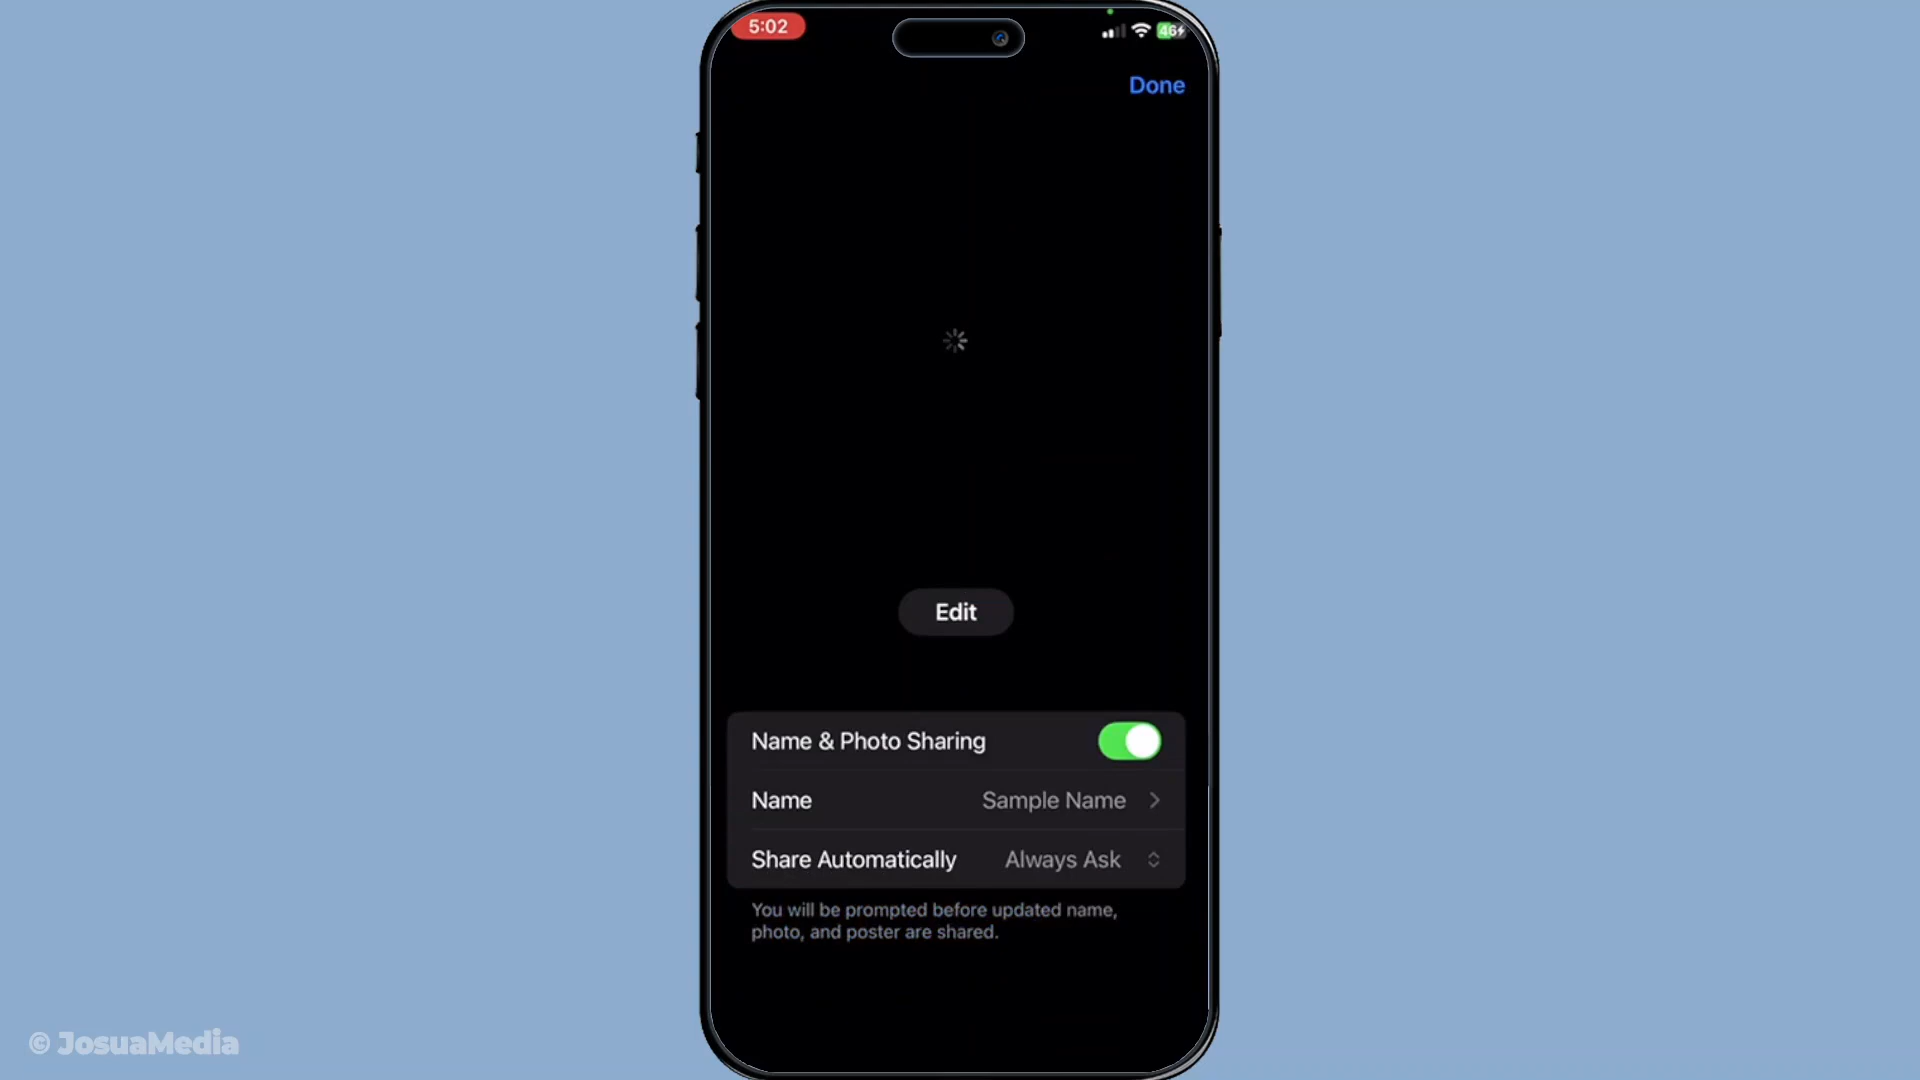 5:02
46
Done
Edit
Name & Photo Sharing
Name Sample Name
Share Automatically Always Ask
You will be prompted before updated name,
photo, and poster are shared.
© JosuaMedia